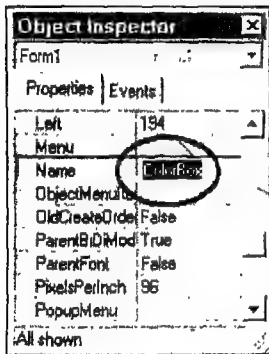 Object Inspector
Form1
Properties Events
Left 194
Menu
Name ColorBox
ObjectMenuIte
OldCreateOrde False
ParentBiDiMod True
ParentFont False
PixelsPerInch 96
PopupMenu
All shown